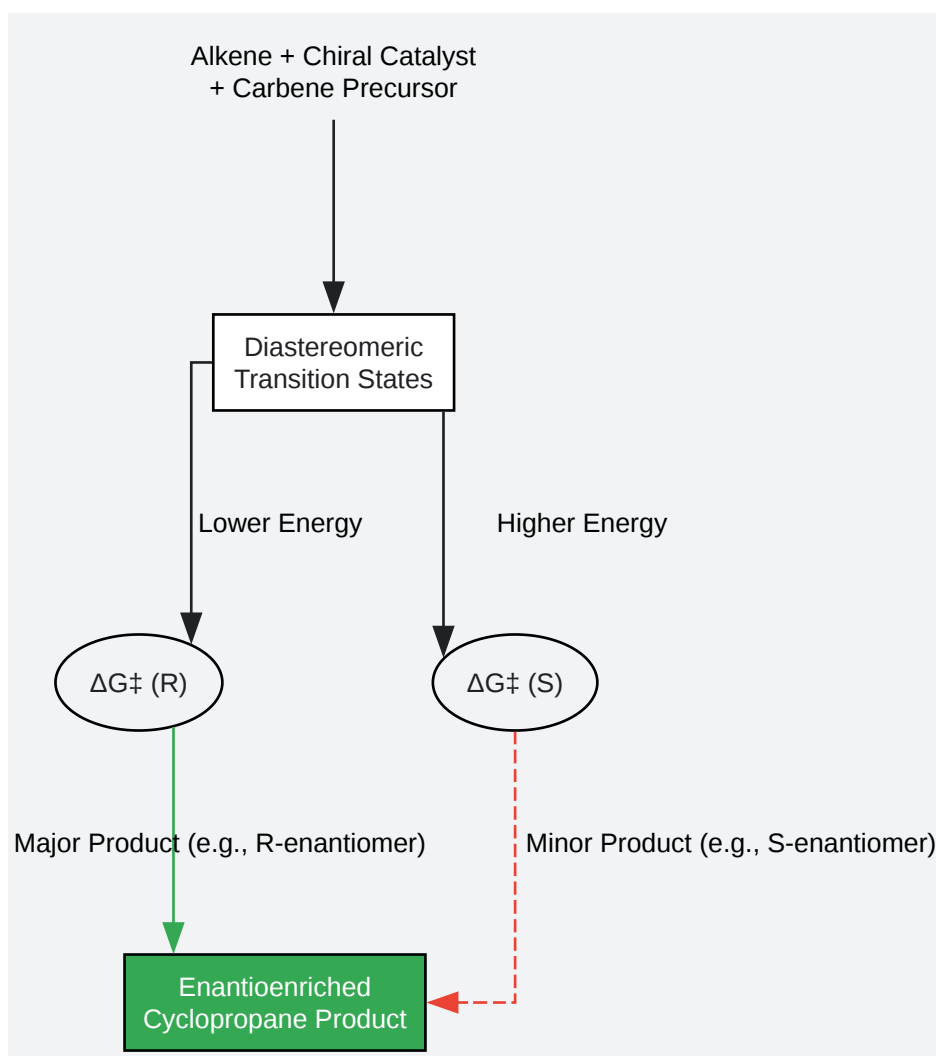 Alkene + Chiral Catalyst
+ Carbene Precursor
Diastereomeric
Transition States
Lower Energy
Higher Energy
ΔG‡ (R)
ΔG‡ (S)
Major Product (e.g., R-enantiomer)
Minor Product (e.g., S-enantiomer)
Enantioenriched
Cyclopropane Product